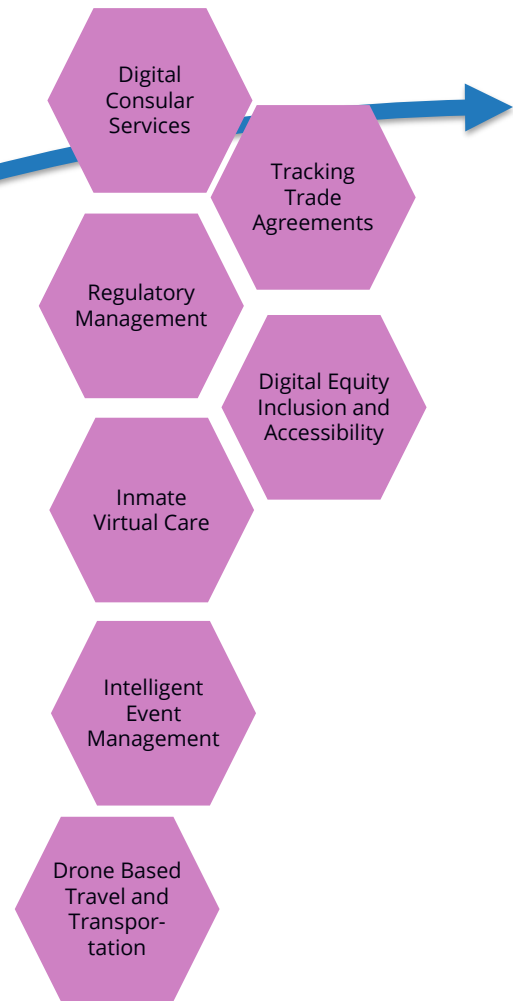 Digital
Consular
Services
Tracking
Trade
Agreements
Regulatory
Management
Digital Equity
Inclusion and
Accessibility
Inmate
Virtual Care
Intelligent
Event
Management
Drone Based
Travel and
Transpor-
tation